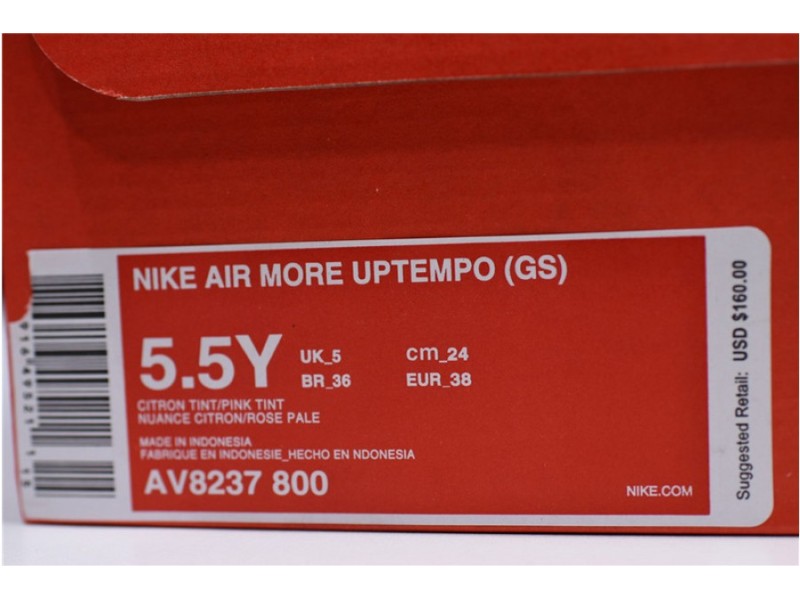 NIKE AIR MORE UPTEMPO (GS)
5.5Y
UK_5
cm_24
BR_36
EUR_38
CITRON TINT/PINK TINT
NUANCE CITRON/ROSE PALE
MADE IN INDONESIA
FABRIQUE EN INDONESIE_HECHO EN NDONESIA
AV8237 800
NIKE.COM
Suggested Retail: USD $160.00